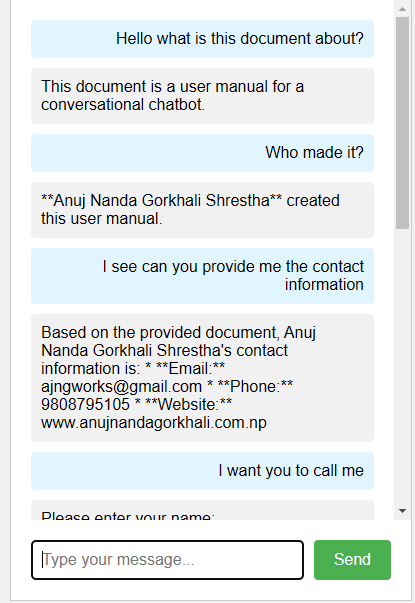 Hello what is this document about?
This document is a user manual for a
conversational chatbot.
Who made it?
**Anuj Nanda Gorkhali Shrestha** created
this user manual.
I see can you provide me the contact
information
Based on the provided document, Anuj
Nanda Gorkhali Shrestha's contact
information is: * **Email:**
ajngworks@gmail.com * **Phone:**
9808795105 * **Website:**
www.anujnandagorkhali.com.np
I want you to call me
Please enter your name:
Type your message...
Send